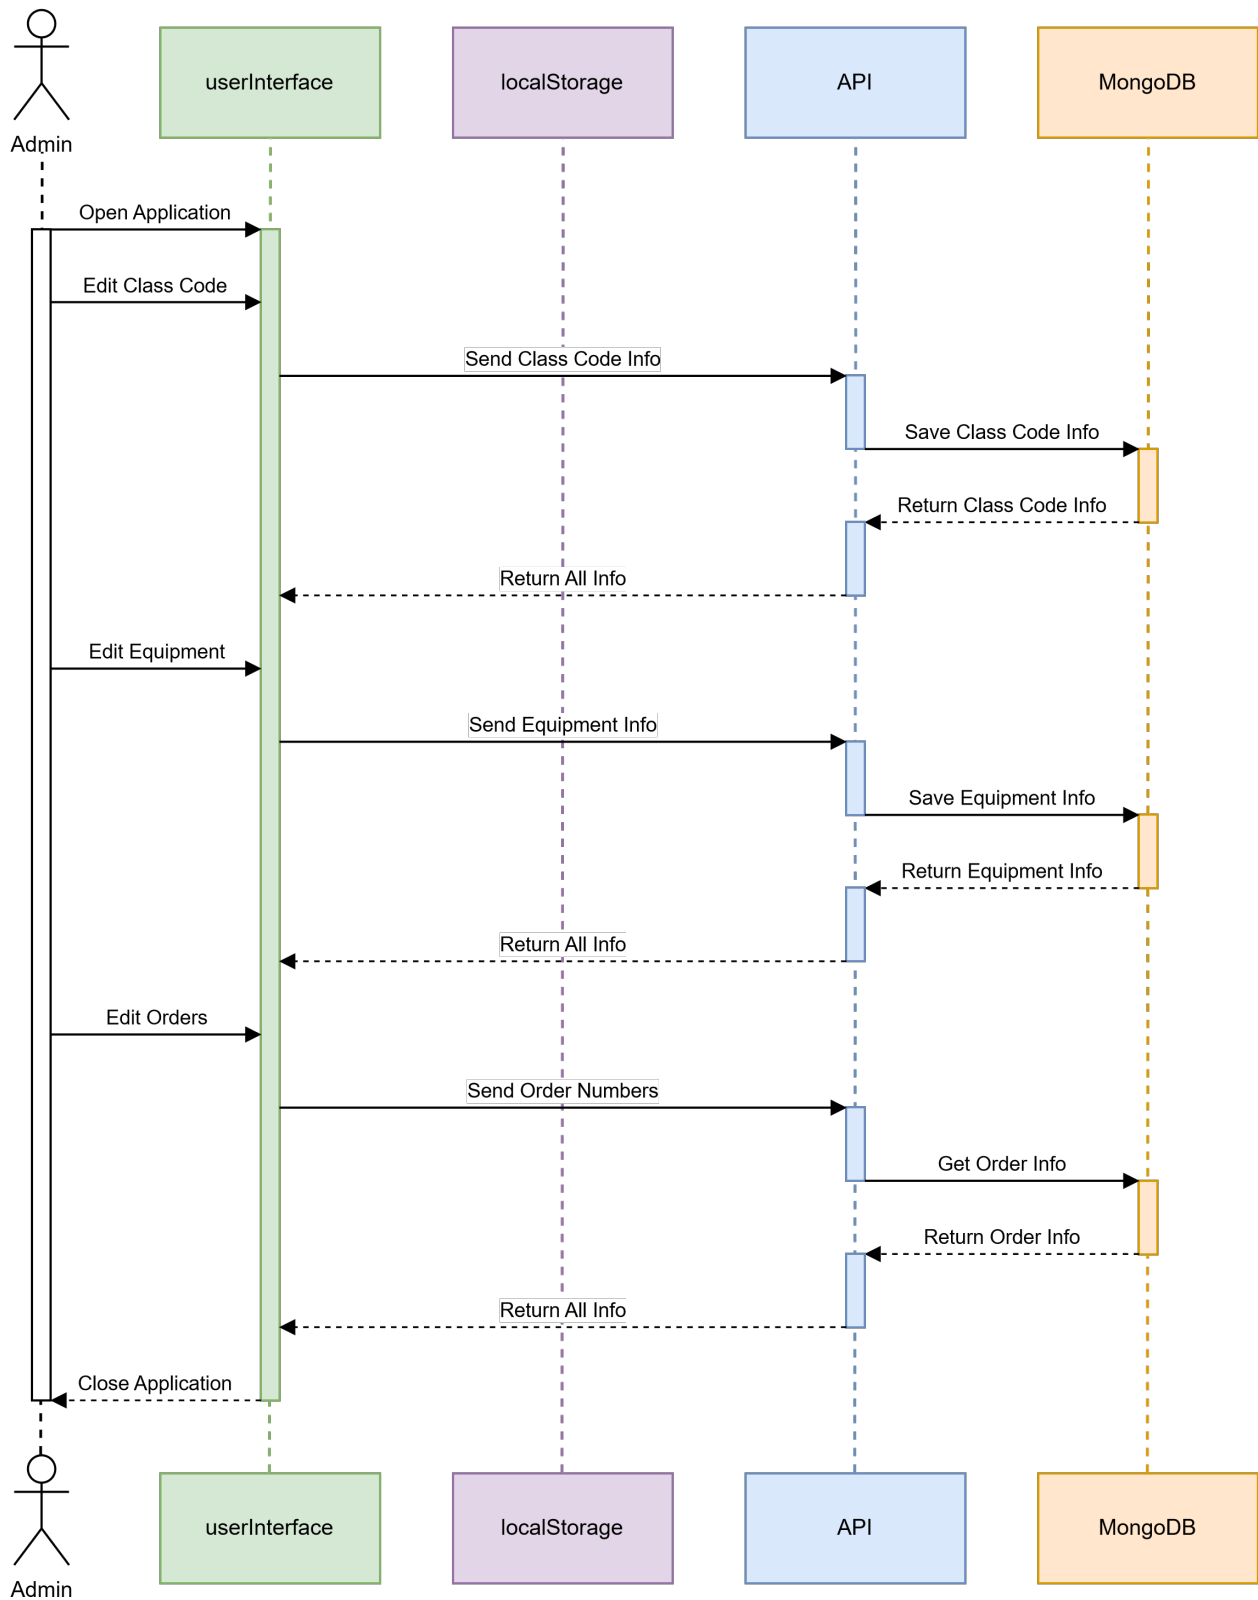 userInterface
localStorage
API
MongoDB
Admin
Open Application
Edit Class Code
Send Class Code Info
Save Class Code Info
Return Class Code Info
Return All Info
Edit Equipment
Send Equipment Info
Save Equipment Info
Return Equipment Info
Return All Info
Edit Orders
Send Order Numbers
Get Order Info
Return Order Info
Return All Info
Close Application
userInterface
localStorage
API
MongoDB
Admin